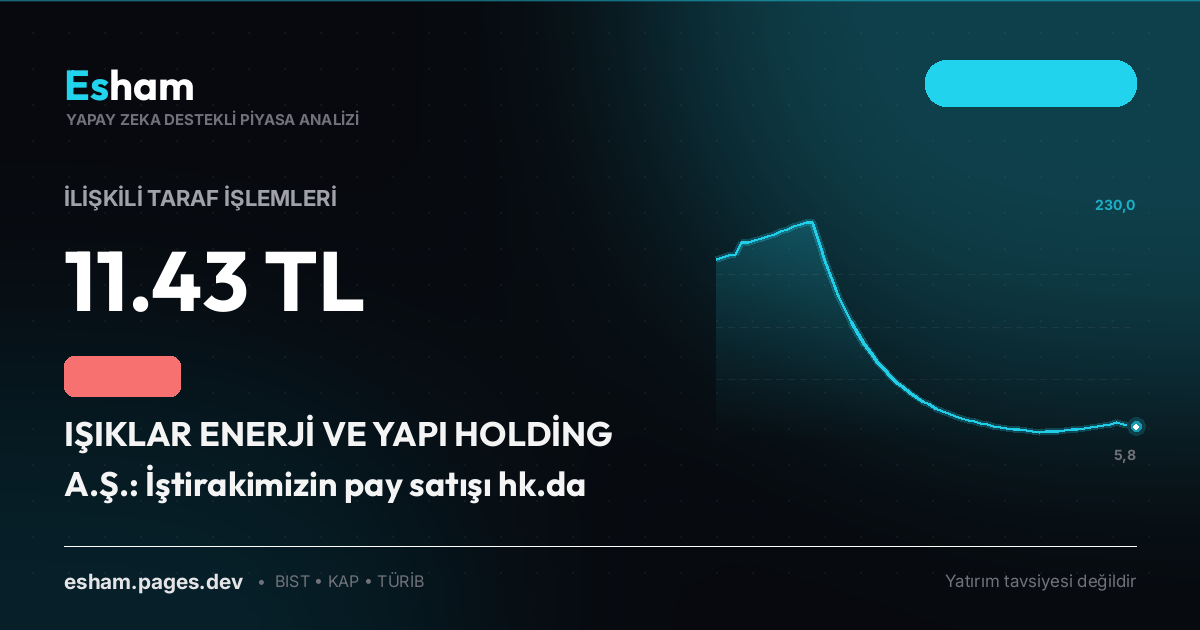 Esham
YAPAY ZEKA DESTEKLİ PİYASA ANALİZİ
İLİŞKİLİ TARAF İŞLEMLERİ
11.43 TL
IŞIKLAR ENERJİ VE YAPI HOLDİNG
A.Ş.: İştirakimizin pay satışı hk.da
230,0
5,8
esham.pages.dev • BIST • KAP • TÜRİB
Yatırım tavsiyesi değildir